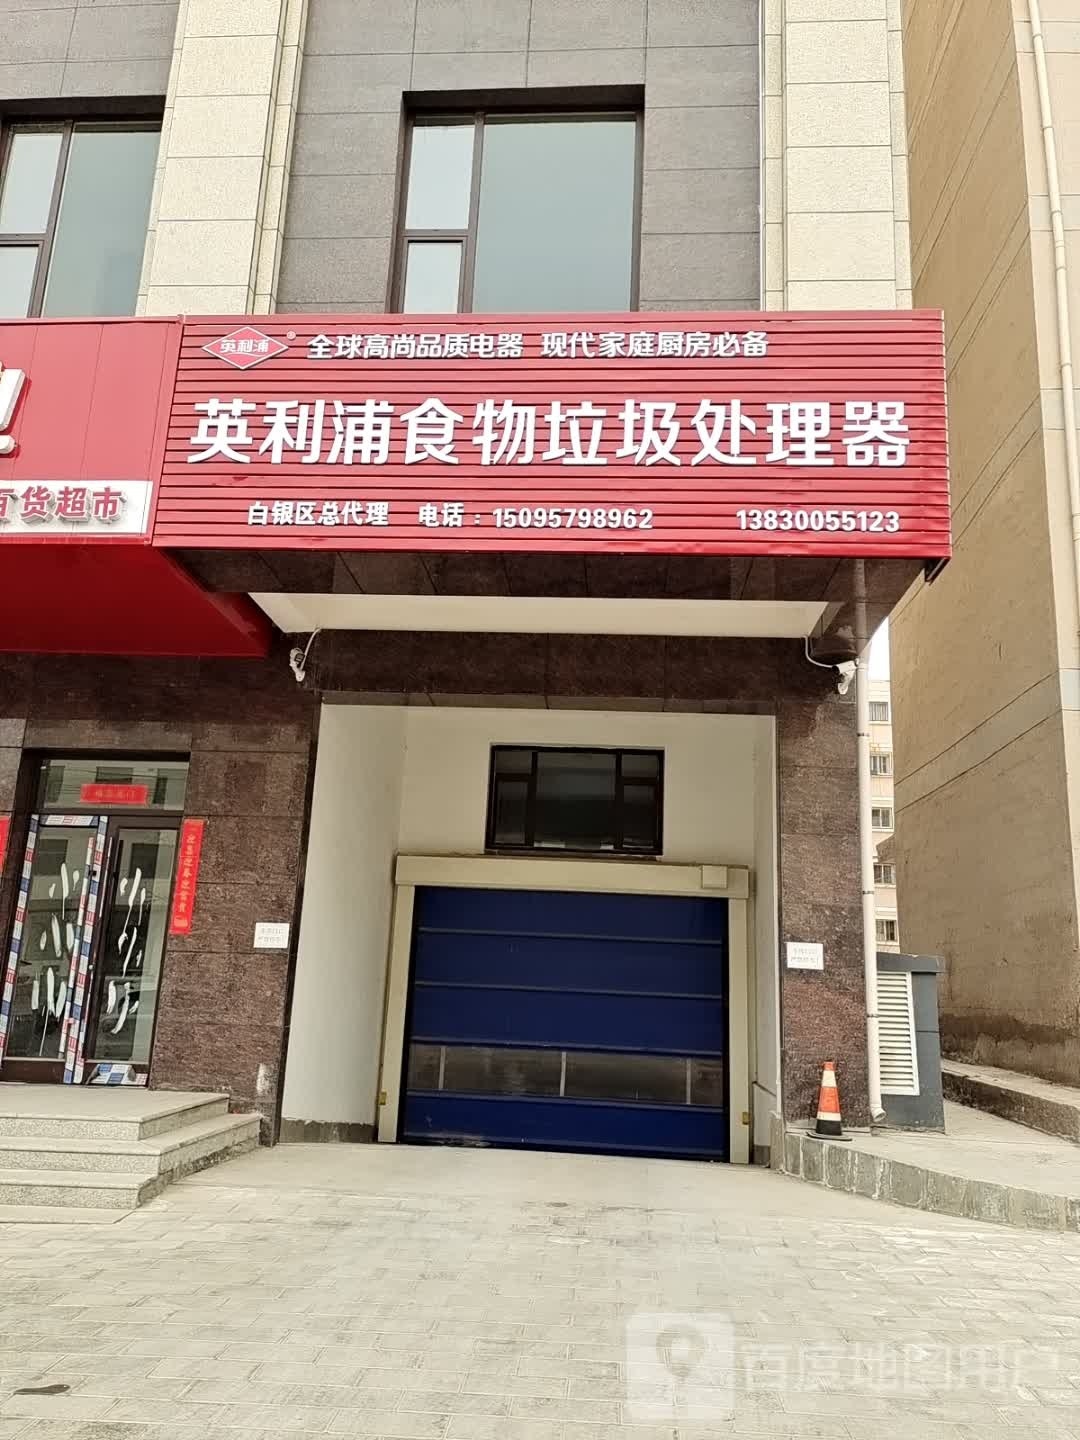 英利浦® 全球高尚品质电器 现代家庭厨房必备
英利浦食物垃圾处理器
白银区总代理 电话：15095798962 13830055123
百货超市
百度地图用户